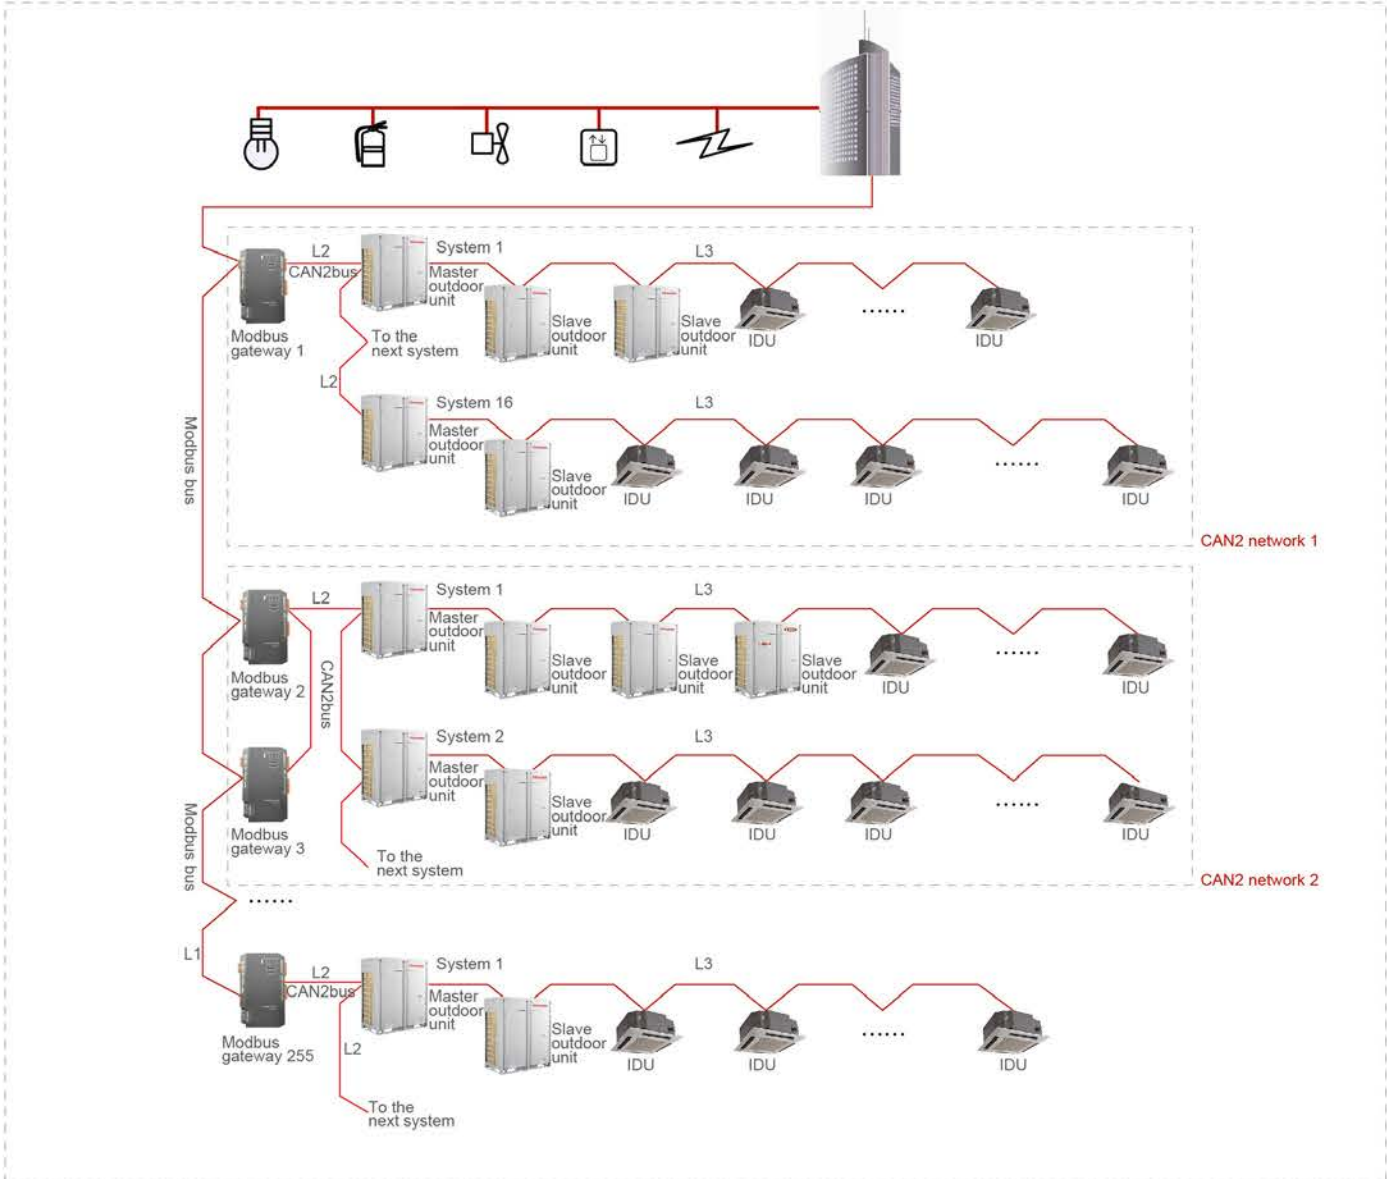 L2
System 1
L3
CAN2bus
Master
outdoor
unit
Slave
outdoor
unit
Slave
outdoor
unit
IDU
......
IDU
Modbus
gateway 1
To the
next system
L2
System 16
L3
Master
outdoor
unit
Slave
outdoor
unit
IDU
IDU
IDU
......
IDU
Modbus bus
CAN2 network 1
L2
System 1
L3
Master
outdoor
unit
Slave
outdoor
unit
Slave
outdoor
unit
Slave
outdoor
unit
IDU
......
IDU
Modbus
gateway 2
CAN2bus
System 2
L3
Master
outdoor
unit
Slave
outdoor
unit
IDU
IDU
IDU
......
IDU
Modbus
gateway 3
Modbus bus
To the
next system
CAN2 network 2
......
L1
L2
System 1
L3
CAN2bus
Master
outdoor
unit
Slave
outdoor
unit
IDU
IDU
......
IDU
Modbus
gateway 255
L2
To the
next system